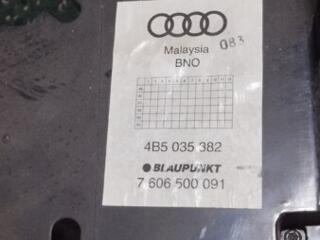 Malaysia 083
BNO
4B5 035 382
BLAUPUNKT
7 606 500 091